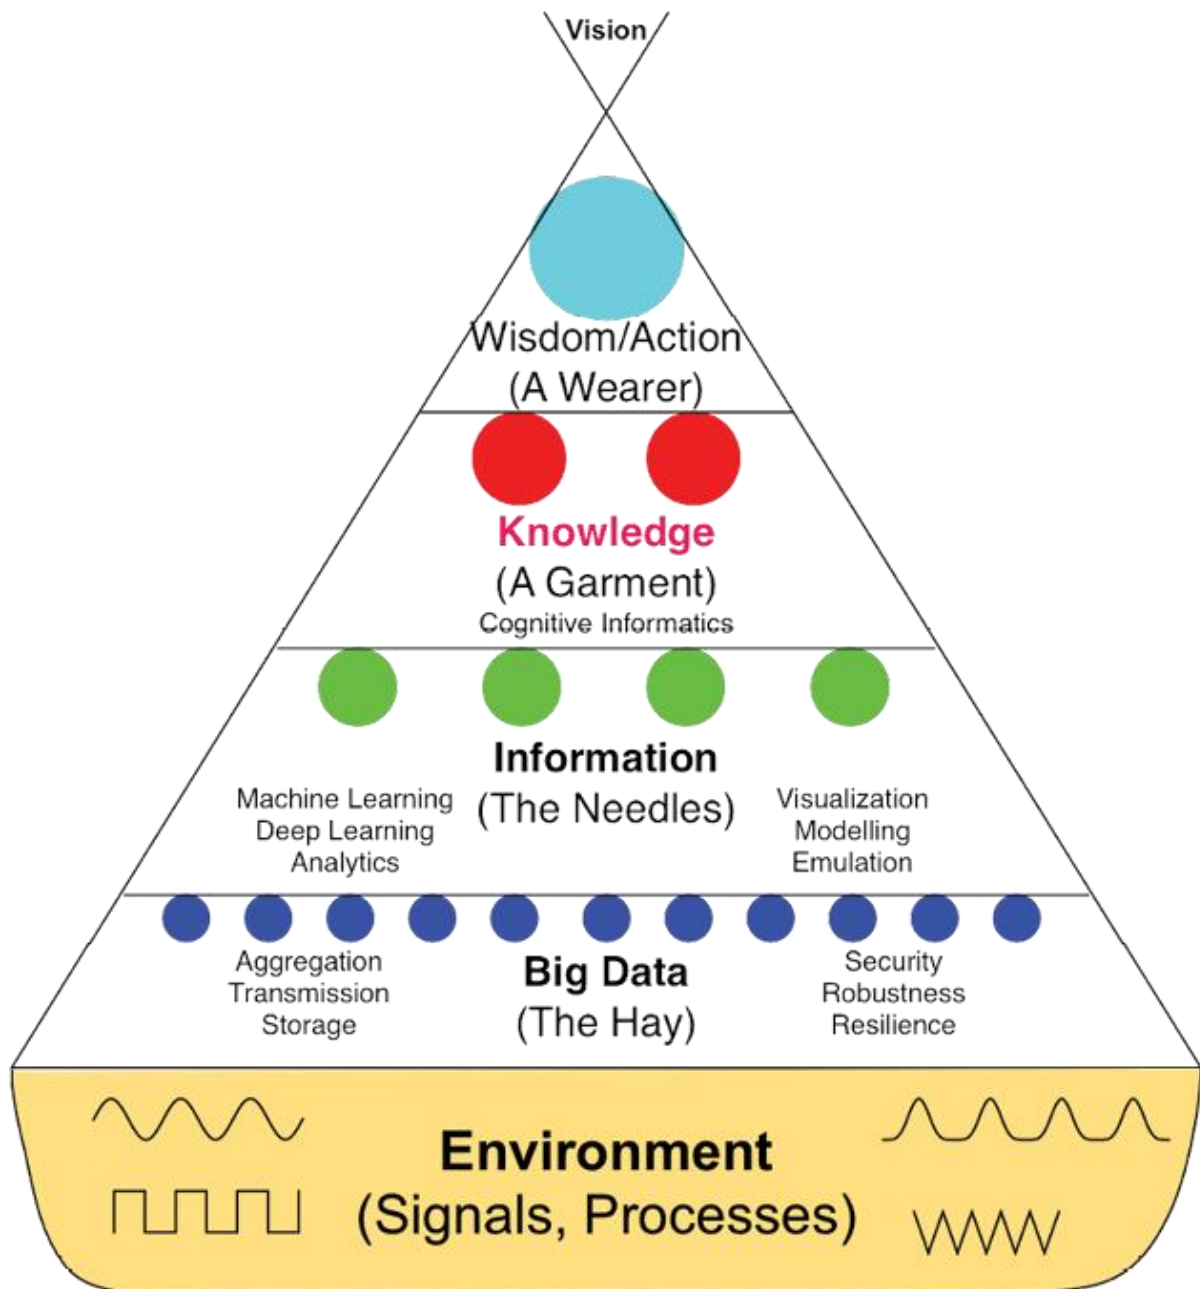 Vision
Wisdom/Action
(A Wearer)
Knowledge
(A Garment)
Cognitive Informatics
Information
(The Needles)
Machine Learning
Deep Learning
Analytics
Visualization
Modelling
Emulation
Big Data
(The Hay)
Aggregation
Transmission
Storage
Security
Robustness
Resilience
Environment
(Signals, Processes)